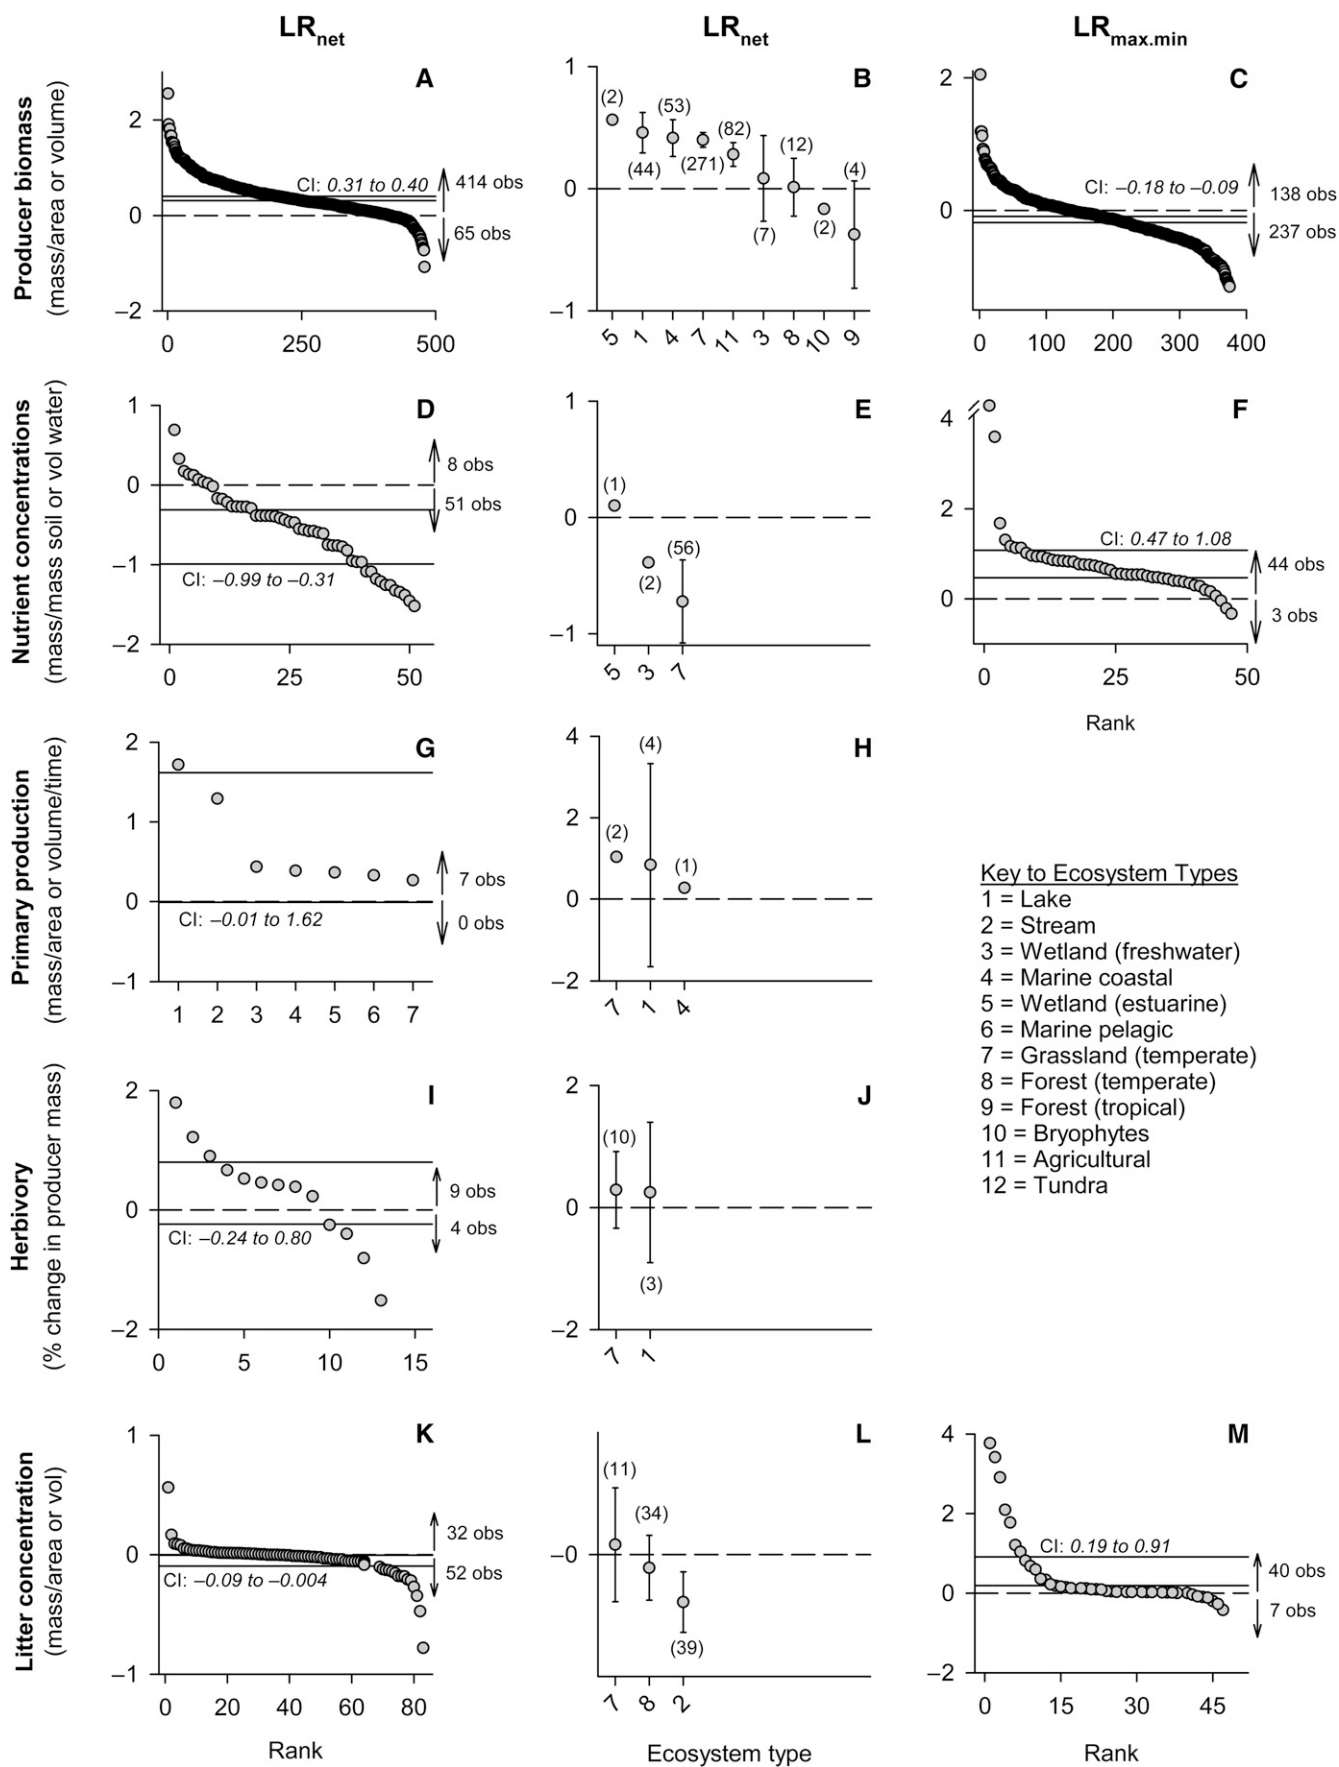 LRnet
LRnet
LRmax.min
Producer biomass
(mass/area or volume)
A
2
0
−2
0
250
500
CI: 0.31 to 0.40
414 obs
65 obs
B
1
0
−1
(2)
(44)
(53)
(271)
(82)
(7)
(12)
(2)
(4)
5
1
4
7
11
3
8
10
9
C
2
0
0
100
200
300
400
CI: −0.18 to −0.09
138 obs
237 obs
Nutrient concentrations
(mass/mass soil or vol water)
D
1
0
−1
−2
0
25
50
CI: −0.99 to −0.31
8 obs
51 obs
E
1
0
−1
(1)
(2)
(56)
5
3
7
F
4
2
0
0
25
50
CI: 0.47 to 1.08
44 obs
3 obs
Rank
Primary production
(mass/area or volume/time)
G
2
1
0
−1
1
2
3
4
5
6
7
CI: −0.01 to 1.62
7 obs
0 obs
H
4
2
0
−2
(2)
(4)
(1)
7
1
4
Key to Ecosystem Types
1 = Lake
2 = Stream
3 = Wetland (freshwater)
4 = Marine coastal
5 = Wetland (estuarine)
6 = Marine pelagic
7 = Grassland (temperate)
8 = Forest (temperate)
9 = Forest (tropical)
10 = Bryophytes
11 = Agricultural
12 = Tundra
Herbivory
(% change in producer mass)
I
2
0
−2
0
5
10
15
CI: −0.24 to 0.80
9 obs
4 obs
J
2
0
−2
(10)
(3)
7
1
Litter concentration
(mass/area or vol)
K
1
0
−1
0
20
40
60
80
CI: −0.09 to −0.004
32 obs
52 obs
Rank
L
−0
(11)
(34)
(39)
7
8
2
Ecosystem type
M
4
2
0
−2
0
15
30
45
CI: 0.19 to 0.91
40 obs
7 obs
Rank